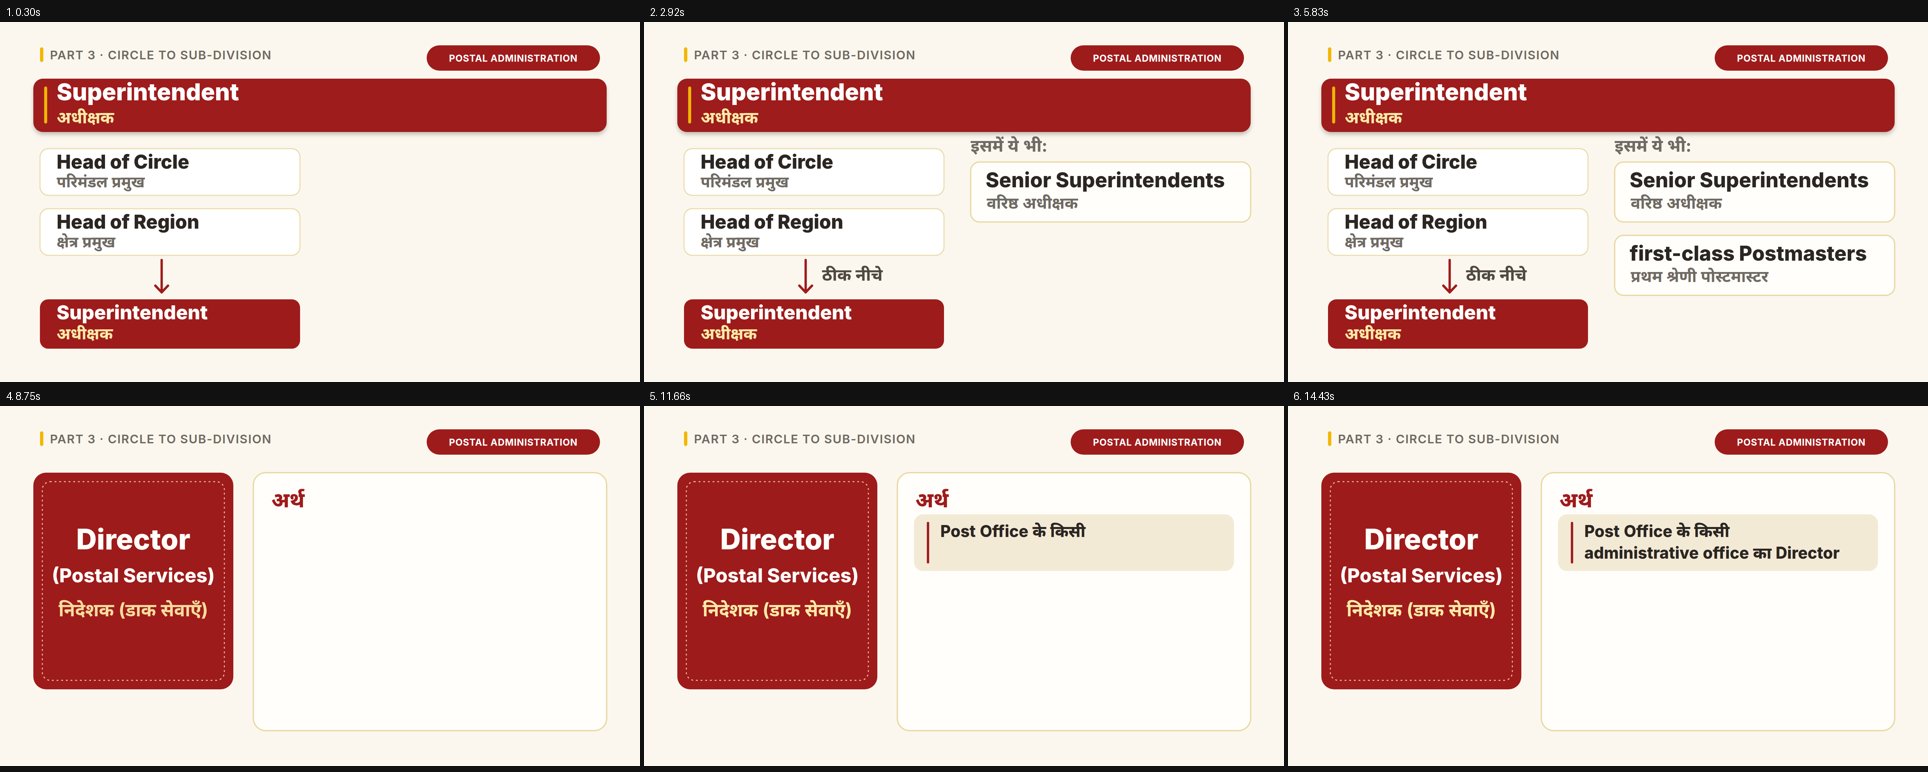 1. 0.30s
PART 3 · CIRCLE TO SUB-DIVISION
POSTAL ADMINISTRATION
Superintendent
अधीक्षक
Head of Circle
परिमंडल प्रमुख
Head of Region
क्षेत्र प्रमुख
Superintendent
अधीक्षक
2. 2.92s
PART 3 · CIRCLE TO SUB-DIVISION
POSTAL ADMINISTRATION
Superintendent
अधीक्षक
Head of Circle
परिमंडल प्रमुख
Head of Region
क्षेत्र प्रमुख
ठीक नीचे
Superintendent
अधीक्षक
इसमें ये भी:
Senior Superintendents
वरिष्ठ अधीक्षक
3. 5.83s
PART 3 · CIRCLE TO SUB-DIVISION
POSTAL ADMINISTRATION
Superintendent
अधीक्षक
Head of Circle
परिमंडल प्रमुख
Head of Region
क्षेत्र प्रमुख
ठीक नीचे
Superintendent
अधीक्षक
इसमें ये भी:
Senior Superintendents
वरिष्ठ अधीक्षक
first-class Postmasters
प्रथम श्रेणी पोस्टमास्टर
4. 8.75s
PART 3 · CIRCLE TO SUB-DIVISION
POSTAL ADMINISTRATION
Director
(Postal Services)
निदेशक (डाक सेवाएँ)
अर्थ
5. 11.66s
PART 3 · CIRCLE TO SUB-DIVISION
POSTAL ADMINISTRATION
Director
(Postal Services)
निदेशक (डाक सेवाएँ)
अर्थ
Post Office के किसी
6. 14.43s
PART 3 · CIRCLE TO SUB-DIVISION
POSTAL ADMINISTRATION
Director
(Postal Services)
निदेशक (डाक सेवाएँ)
अर्थ
Post Office के किसी
administrative office का Director